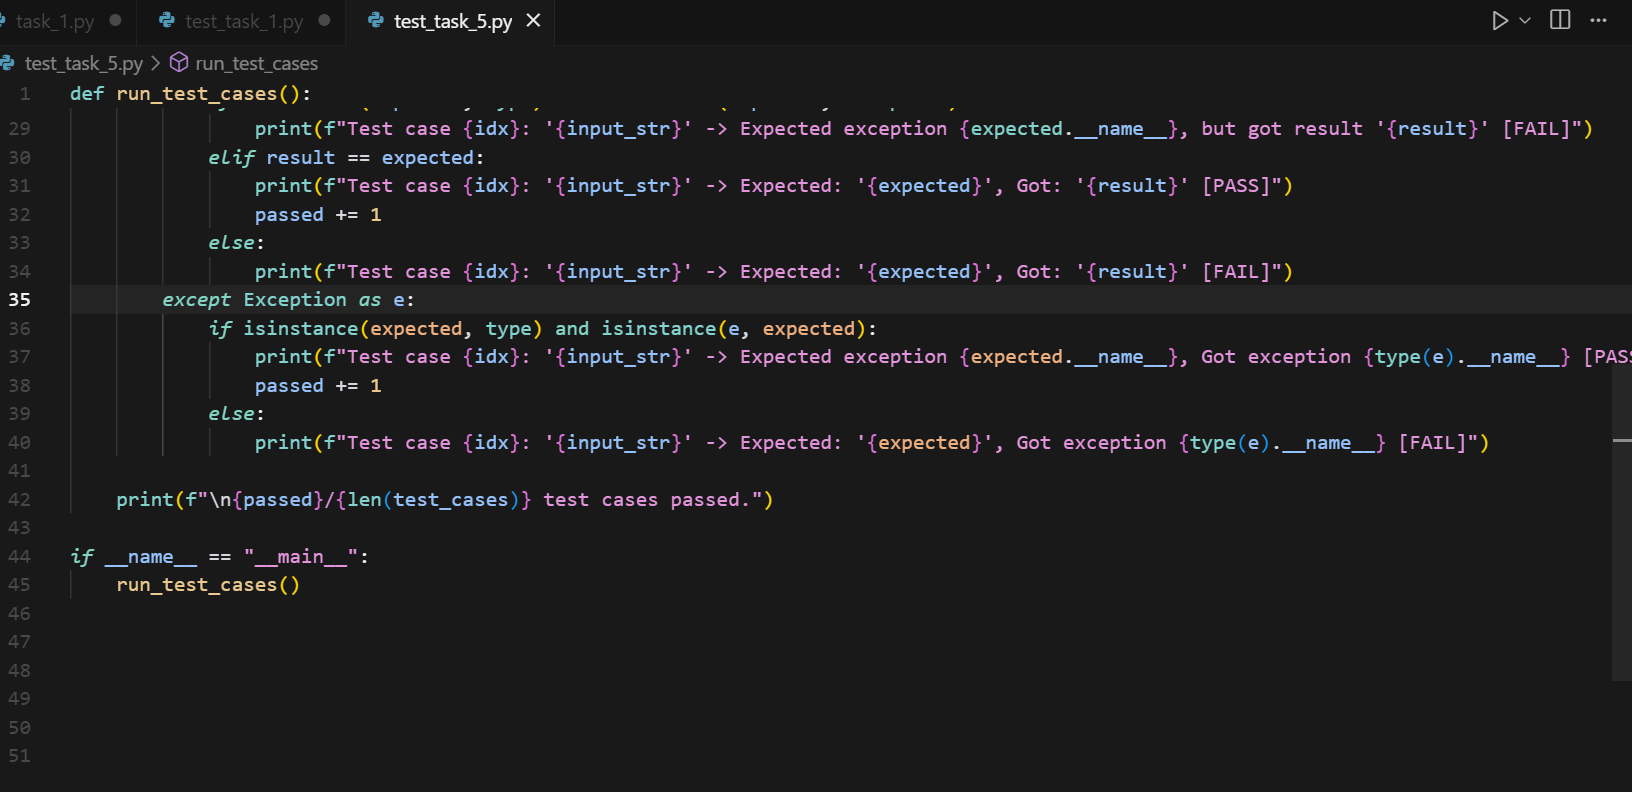 task_1.py test_task_1.py test_task_5.py
test_task_5.py > run_test_cases
1 def run_test_cases():
29 print(f"Test case {idx}: '{input_str}' -> Expected exception {expected.__name__}, but got result '{result}' [FAIL]")
30 elif result == expected:
31 print(f"Test case {idx}: '{input_str}' -> Expected: '{expected}', Got: '{result}' [PASS]")
32 passed += 1
33 else:
34 print(f"Test case {idx}: '{input_str}' -> Expected: '{expected}', Got: '{result}' [FAIL]")
35 except Exception as e:
36 if isinstance(expected, type) and isinstance(e, expected):
37 print(f"Test case {idx}: '{input_str}' -> Expected exception {expected.__name__}, Got exception {type(e).__name__} [PAS
38 passed += 1
39 else:
40 print(f"Test case {idx}: '{input_str}' -> Expected: '{expected}', Got exception {type(e).__name__} [FAIL]")
41
42 print(f"\n{passed}/{len(test_cases)} test cases passed.")
43
44 if __name__ == "__main__":
45 run_test_cases()
46
47
48
49
50
51